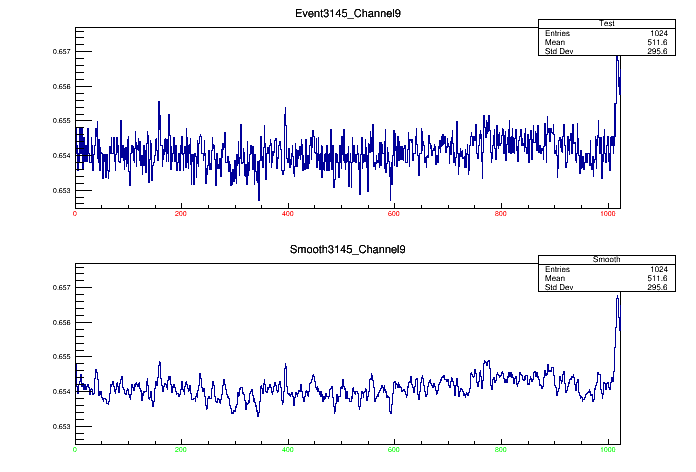 Event3145_Channel9
Test
Entries 1024
Mean 511.6
Std Dev 295.6
0.657
0.656
0.655
0.654
0.653
0 200 400 600 800 1000
Smooth3145_Channel9
Smooth
Entries 1024
Mean 511.6
Std Dev 295.6
0.657
0.656
0.655
0.654
0.653
0 200 400 600 800 1000